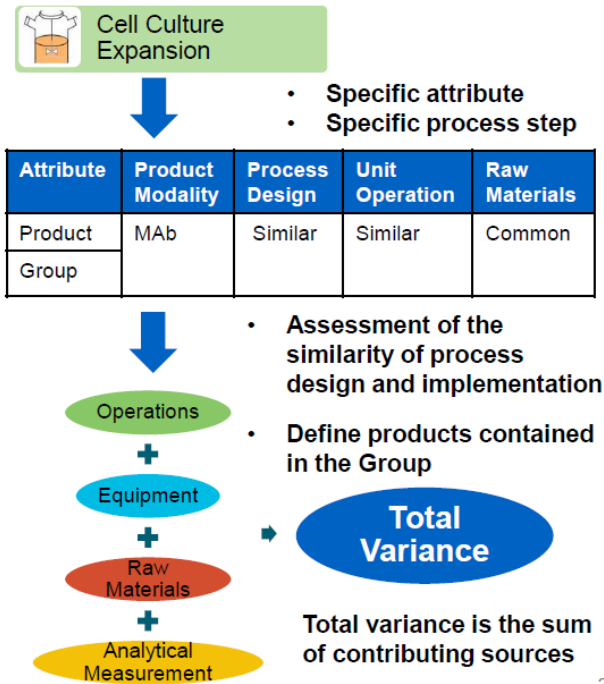 Cell Culture
Expansion
• Specific attribute
• Specific process step
Attribute Product Modality Process Design Unit Operation Raw Materials
Product MAb Similar Similar Common
Group
• Assessment of the
similarity of process
design and implementation
Operations
• Define products contained
in the Group
+
Equipment
+
Total
Variance
Raw
Materials
+
Analytical
Measurement
Total variance is the sum
of contributing sources